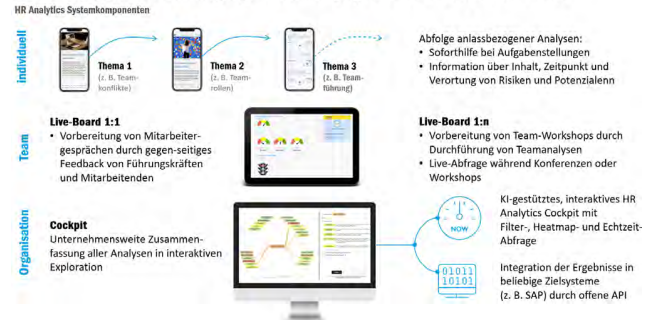 HR Analytics Systemkomponenten
individuell
Thema 1
(z. B. Team-
konflikte)
Thema 2
(z. B. Team-
rollen)
Thema 3
(z. B. Team-
führung)
Abfolge anlassbezogener Analysen:
• Soforthilfe bei Aufgabenstellungen
• Information über Inhalt, Zeitpunkt und
Verortung von Risiken und Potenzialenn
Team
Live-Board 1:1
• Vorbereitung von Mitarbeiter-
gesprächen durch gegen-seitiges
Feedback von Führungskräften
und Mitarbeitenden
Live-Board 1:n
• Vorbereitung von Team-Workshops durch
Durchführung von Teamanalysen
• Live-Abfrage während Konferenzen oder
Workshops
Organisation
Cockpit
Unternehmensweite Zusammen-
fassung aller Analysen in interaktiven
Exploration
NOW
KI-gestütztes, interaktives HR
Analytics Cockpit mit
Filter-, Heatmap- und Echtzeit-
Abfrage
01011
10101
Integration der Ergebnisse in
beliebige Zielsysteme
(z. B. SAP) durch offene API